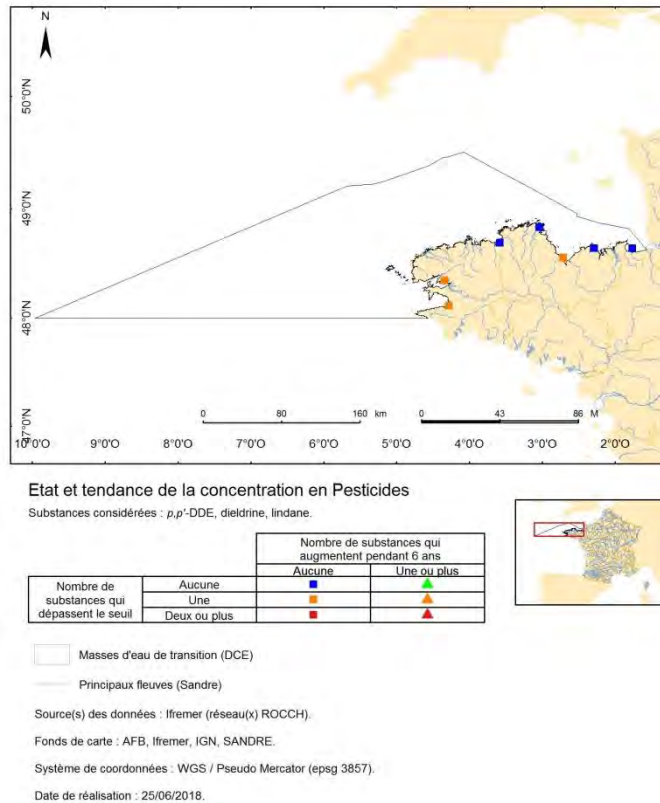 N
50°0'N
49°0'N
48°0'N
47°0'N
0 80 160 km 0 43 86 M
10°0'O 9°0'O 8°0'O 7°0'O 6°0'O 5°0'O 4°0'O 3°0'O 2°0'O
Etat et tendance de la concentration en Pesticides
Substances considérées : p,p'-DDE, dieldrine, lindane.
Nombre de substances qui
augmentent pendant 6 ans
Aucune Une ou plus
Nombre de
substances qui
dépassent le seuil
Aucune
Une
Deux ou plus
Masses d'eau de transition (DCE)
Principaux fleuves (Sandre)
Source(s) des données : Ifremer (réseau(x) ROCCH).
Fonds de carte : AFB, Ifremer, IGN, SANDRE.
Système de coordonnées : WGS / Pseudo Mercator (epsg 3857).
Date de réalisation : 25/06/2018.